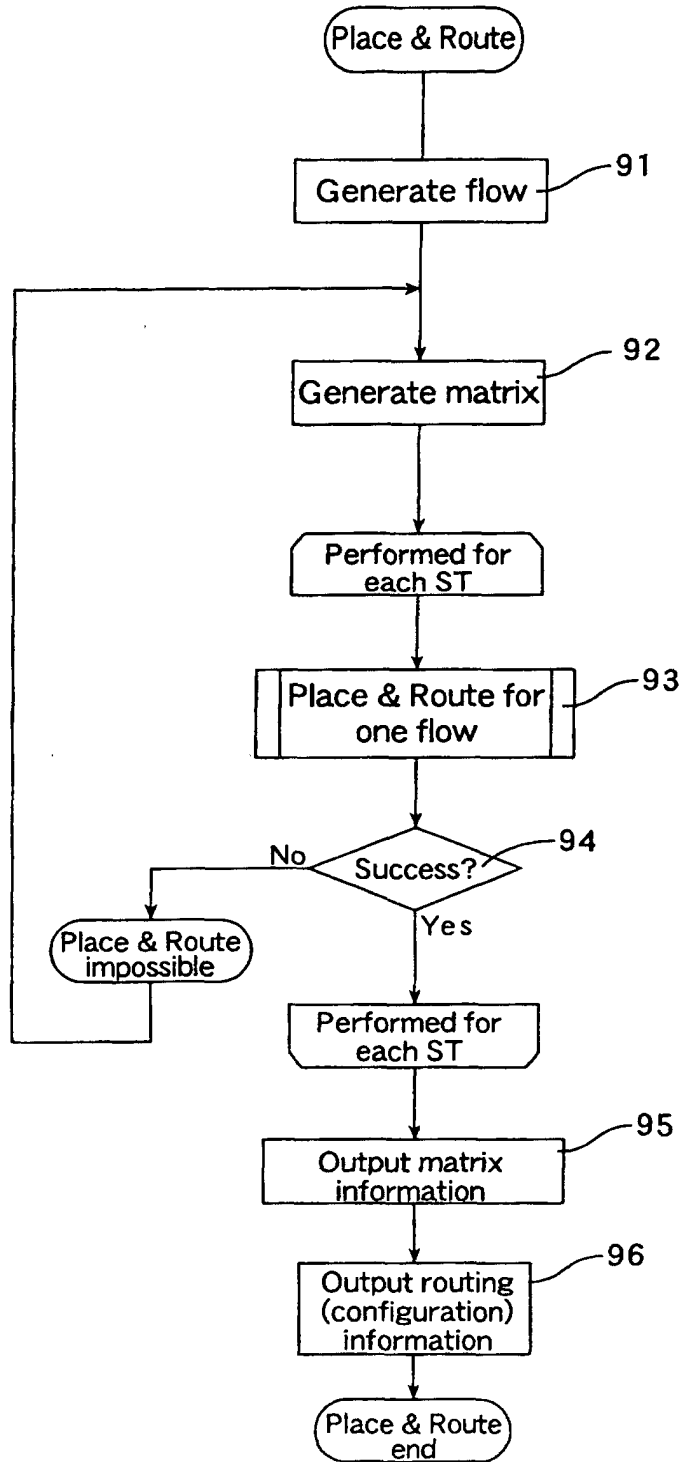 Place & Route
Generate flow
91
Generate matrix
92
Performed for
each ST
Place & Route for
one flow
93
Success?
94
No
Yes
Place & Route
impossible
Performed for
each ST
Output matrix
information
95
Output routing
(configuration)
information
96
Place & Route
end